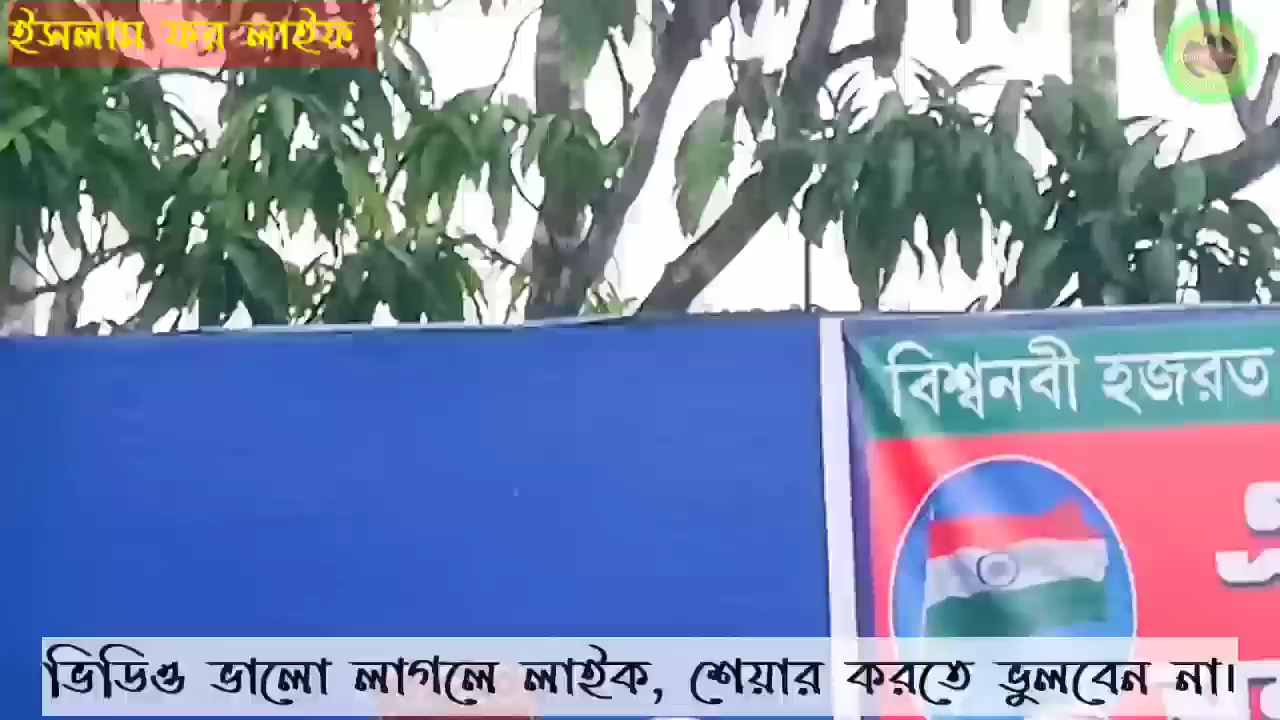 ইসলাম ফর লাইফ
বিশ্বনবী হজরত
ভিডিও ভালো লাগলে লাইক, শেয়ার করতে ভুলবেন না।